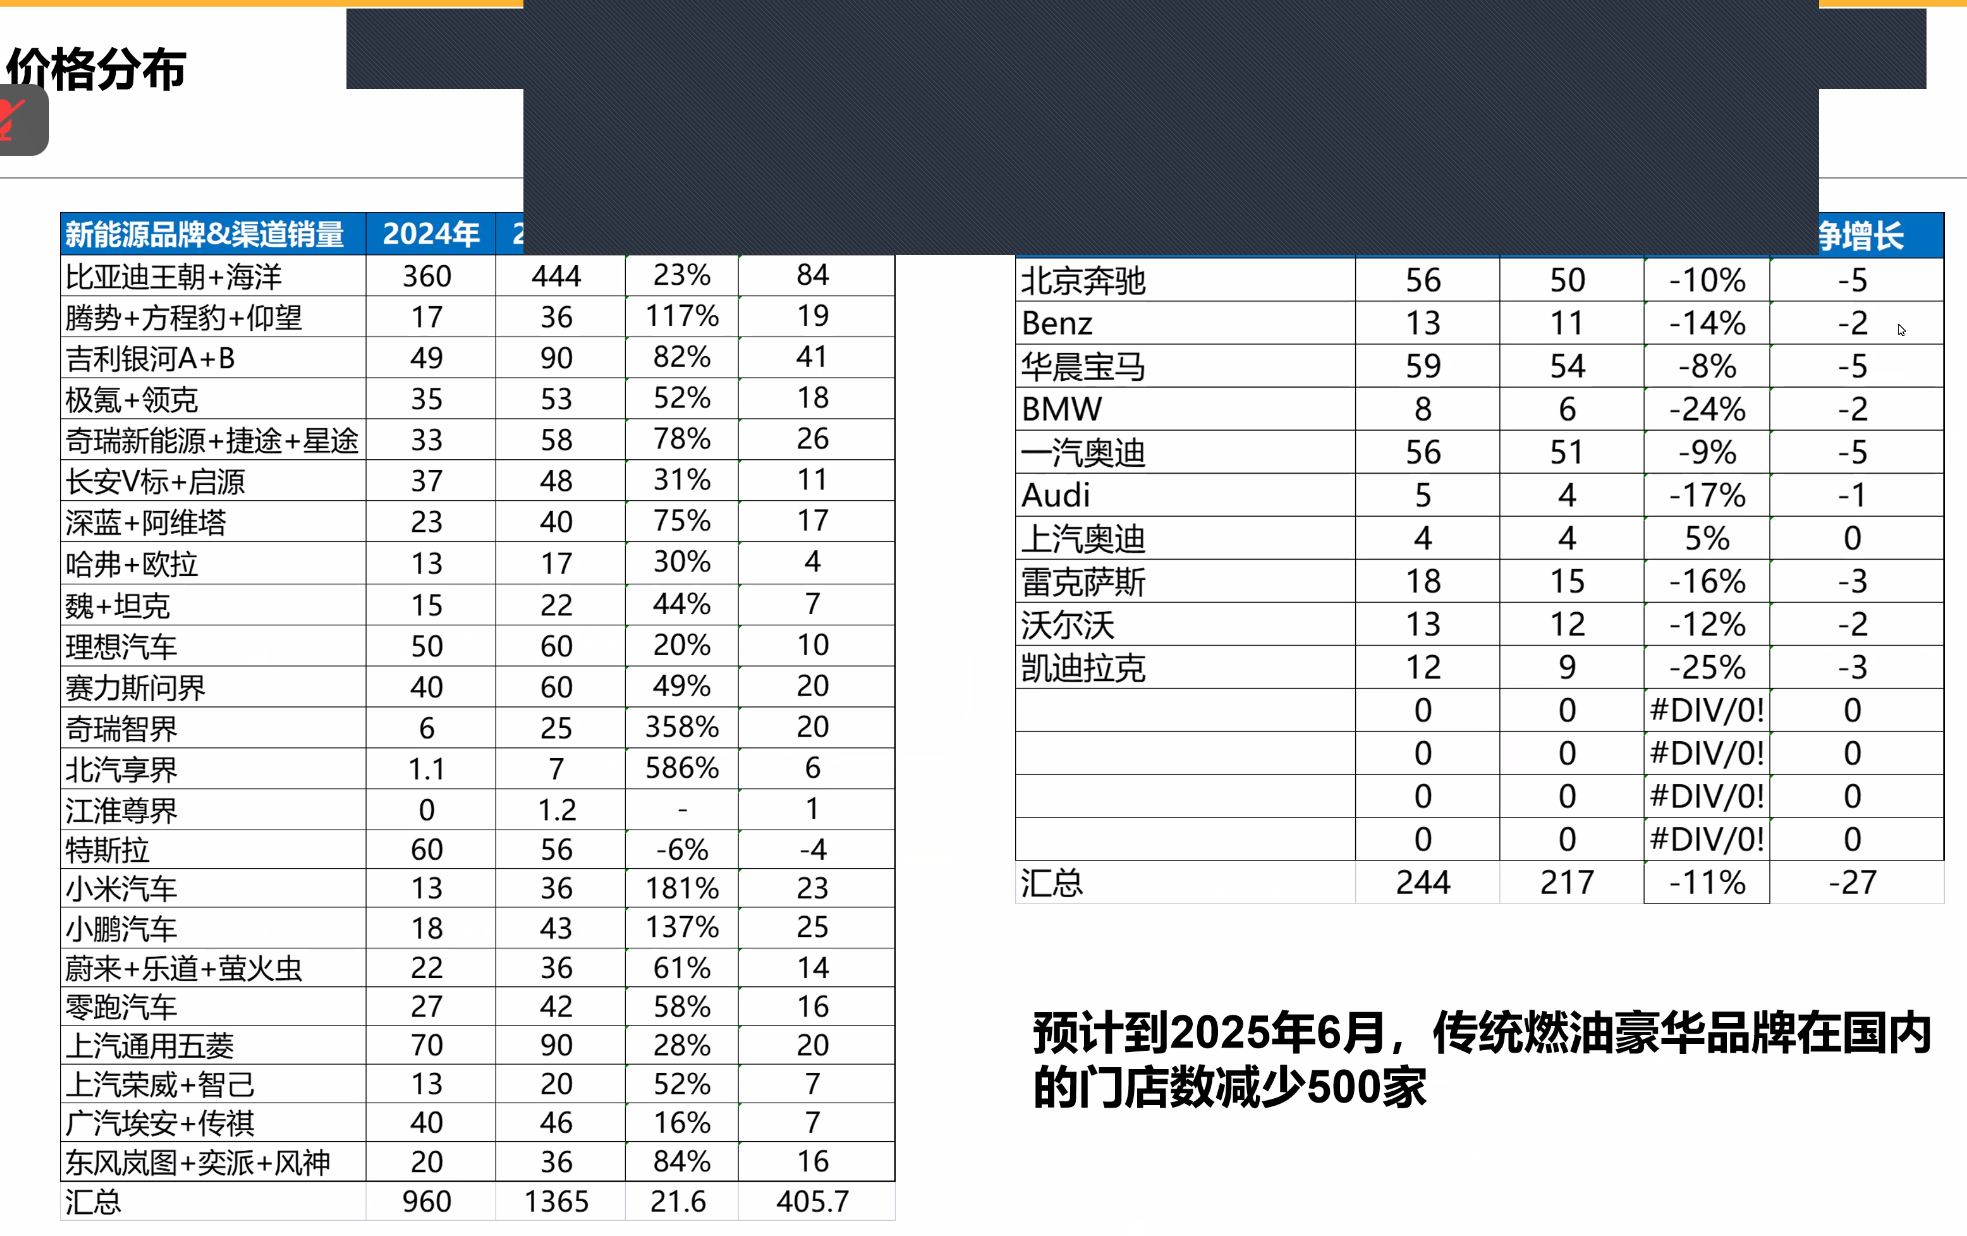 价格分布
新能源品牌&渠道销量 2024年 2
比亚迪王朝+海洋 360 444 23% 84
腾势+方程豹+仰望 17 36 117% 19
吉利银河A+B 49 90 82% 41
极氪+领克 35 53 52% 18
奇瑞新能源+捷途+星途 33 58 78% 26
长安V标+启源 37 48 31% 11
深蓝+阿维塔 23 40 75% 17
哈弗+欧拉 13 17 30% 4
魏+坦克 15 22 44% 7
理想汽车 50 60 20% 10
赛力斯问界 40 60 49% 20
奇瑞智界 6 25 358% 20
北汽享界 1.1 7 586% 6
江淮尊界 0 1.2 - 1
特斯拉 60 56 -6% -4
小米汽车 13 36 181% 23
小鹏汽车 18 43 137% 25
蔚来+乐道+萤火虫 22 36 61% 14
零跑汽车 27 42 58% 16
上汽通用五菱 70 90 28% 20
上汽荣威+智己 13 20 52% 7
广汽埃安+传祺 40 46 16% 7
东风岚图+奕派+风神 20 36 84% 16
汇总 960 1365 21.6 405.7
净增长
北京奔驰 56 50 -10% -5
Benz 13 11 -14% -2
华晨宝马 59 54 -8% -5
BMW 8 6 -24% -2
一汽奥迪 56 51 -9% -5
Audi 5 4 -17% -1
上汽奥迪 4 4 5% 0
雷克萨斯 18 15 -16% -3
沃尔沃 13 12 -12% -2
凯迪拉克 12 9 -25% -3
0 0 #DIV/0! 0
0 0 #DIV/0! 0
0 0 #DIV/0! 0
0 0 #DIV/0! 0
汇总 244 217 -11% -27
预计到2025年6月，传统燃油豪华品牌在国内
的门店数减少500家